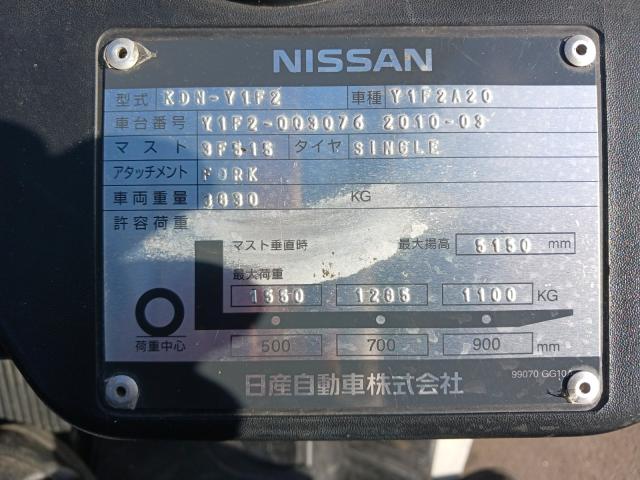 NISSAN
型式 KDN-Y1F2 車種 Y1F2A20
車台番号 Y1F2-003076 2010-03
マスト 3F515 タイヤ SINGLE
アタッチメント FORK
車両重量 3690 KG
許容荷重
マスト垂直時 最大揚高 5150 mm
最大荷重
1550 1265 1100 KG
荷重中心 500 700 900 mm
日産自動車株式会社
99070